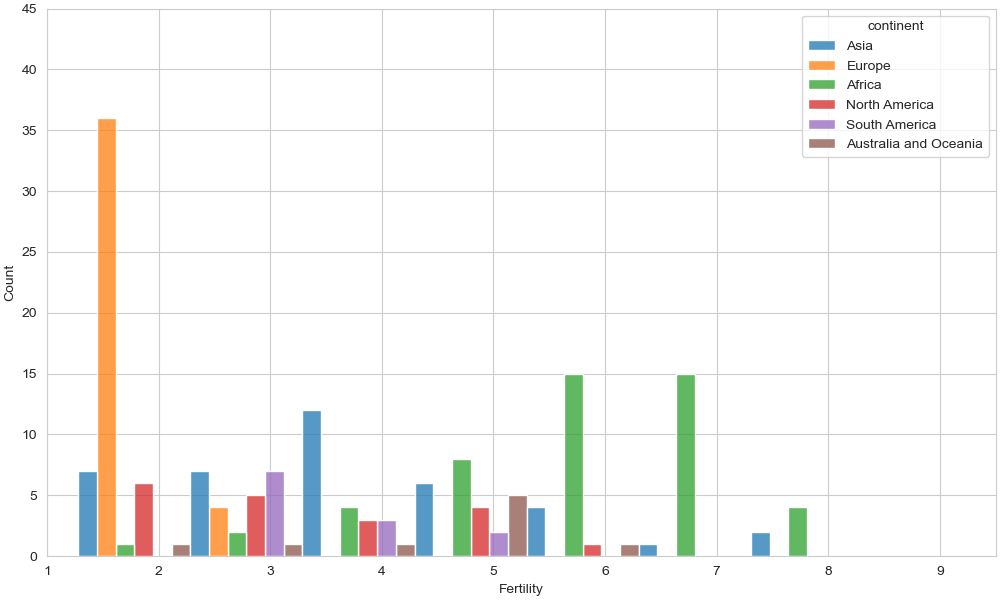 45
40
35
30
25
20
15
10
5
0
Count
1 2 3 4 5 6 7 8 9
Fertility
continent
Asia
Europe
Africa
North America
South America
Australia and Oceania